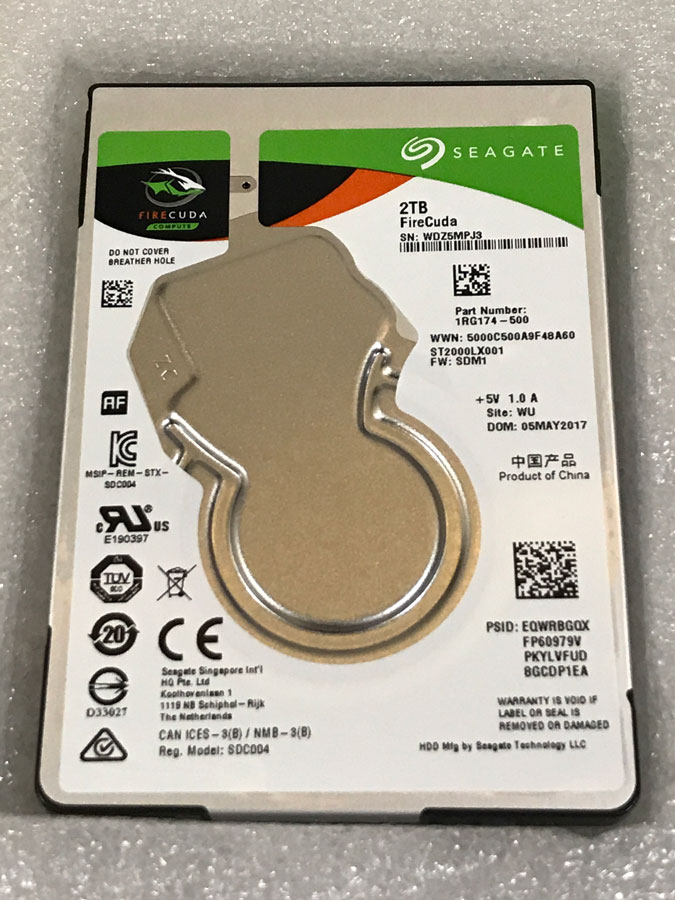 SEAGATE
FIRECUDA
COMPUTE
2TB
FireCuda
SN: WDZ5MPJ3
DO NOT COVER
BREATHER HOLE
Part Number:
1RG174-500
WWN: 5000C500A9F48A60
ST2000LX001
FW: SDM1
+5V 1.0 A
Site: WU
DOM: 05MAY2017
中国产品
Product of China
AF
MSIP-REM-STX-
SDC004
c RU ® US
E190397
TÜV
20
CE
D33027
PSID: EQWRBGQX
FP60979V
PKYLVFUD
8GCDP1EA
Seagate Singapore Int'l
HQ Pte. Ltd
Koolhovenlaan 1
1119 NB Schiphol-Rijk
The Netherlands
WARRANTY IS VOID IF
LABEL OR SEAL IS
REMOVED OR DAMAGED
CAN ICES-3(B) / NMB-3(B)
Reg. Model: SDC004
HDD Mfg by Seagate Technology LLC